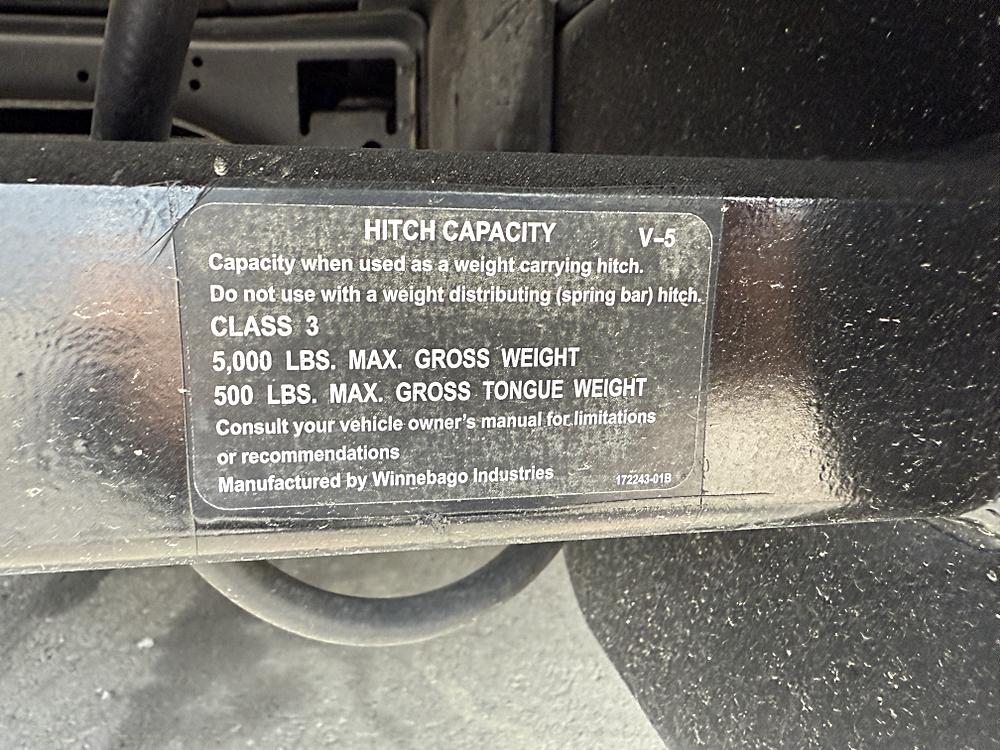 HITCH CAPACITY V–5
Capacity when used as a weight carrying hitch.
Do not use with a weight distributing (spring bar) hitch.
CLASS 3
5,000 LBS. MAX. GROSS WEIGHT
500 LBS. MAX. GROSS TONGUE WEIGHT
Consult your vehicle owner's manual for limitations
or recommendations
Manufactured by Winnebago Industries 172243-01B